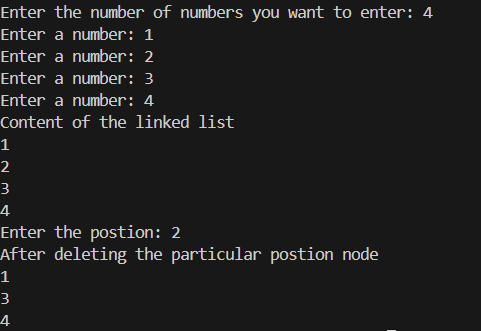 Enter the number of numbers you want to enter: 4
Enter a number: 1
Enter a number: 2
Enter a number: 3
Enter a number: 4
Content of the linked list
1
2
3
4
Enter the postion: 2
After deleting the particular postion node
1
3
4